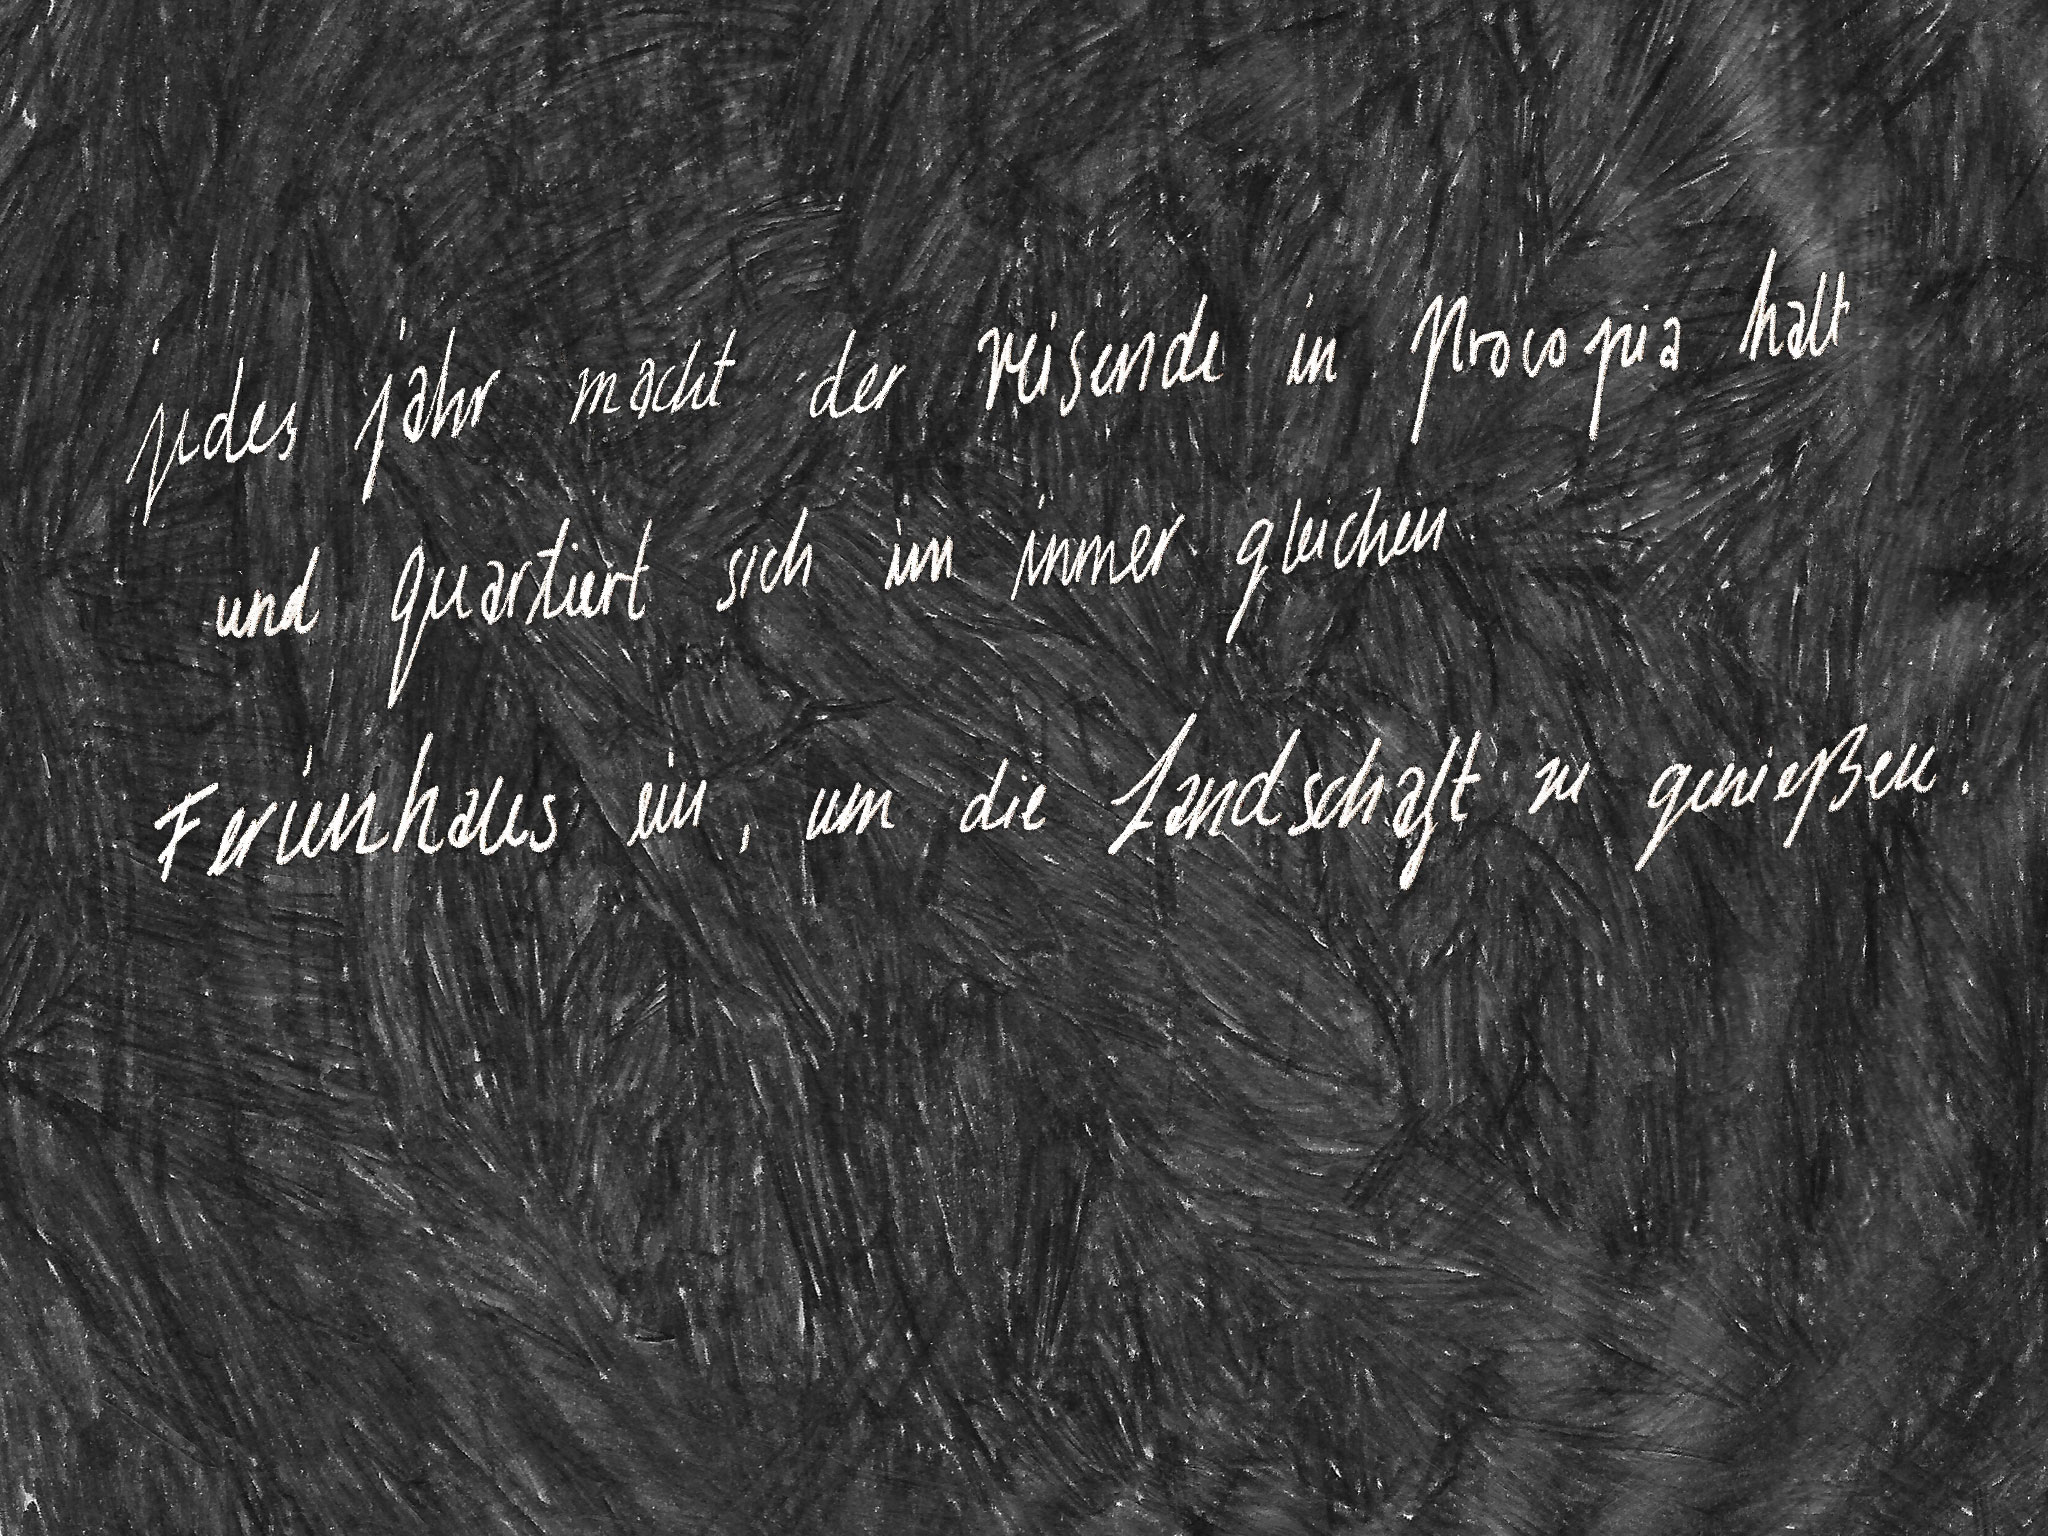 jedes jahr macht der reisende in procopia halt
und quartiert sich im immer gleichen
Ferienhaus ein, um die Landschaft zu genießen.